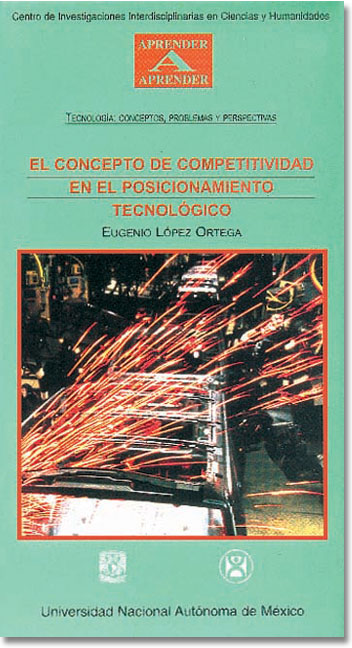 Centro de Investigaciones Interdisciplinarias en Ciencias y Humanidades
APRENDER
A
APRENDER
TECNOLOGÍA: CONCEPTOS, PROBLEMAS Y PERSPECTIVAS
EL CONCEPTO DE COMPETITIVIDAD
EN EL POSICIONAMIENTO
TECNOLÓGICO
EUGENIO LÓPEZ ORTEGA
Universidad Nacional Autónoma de México